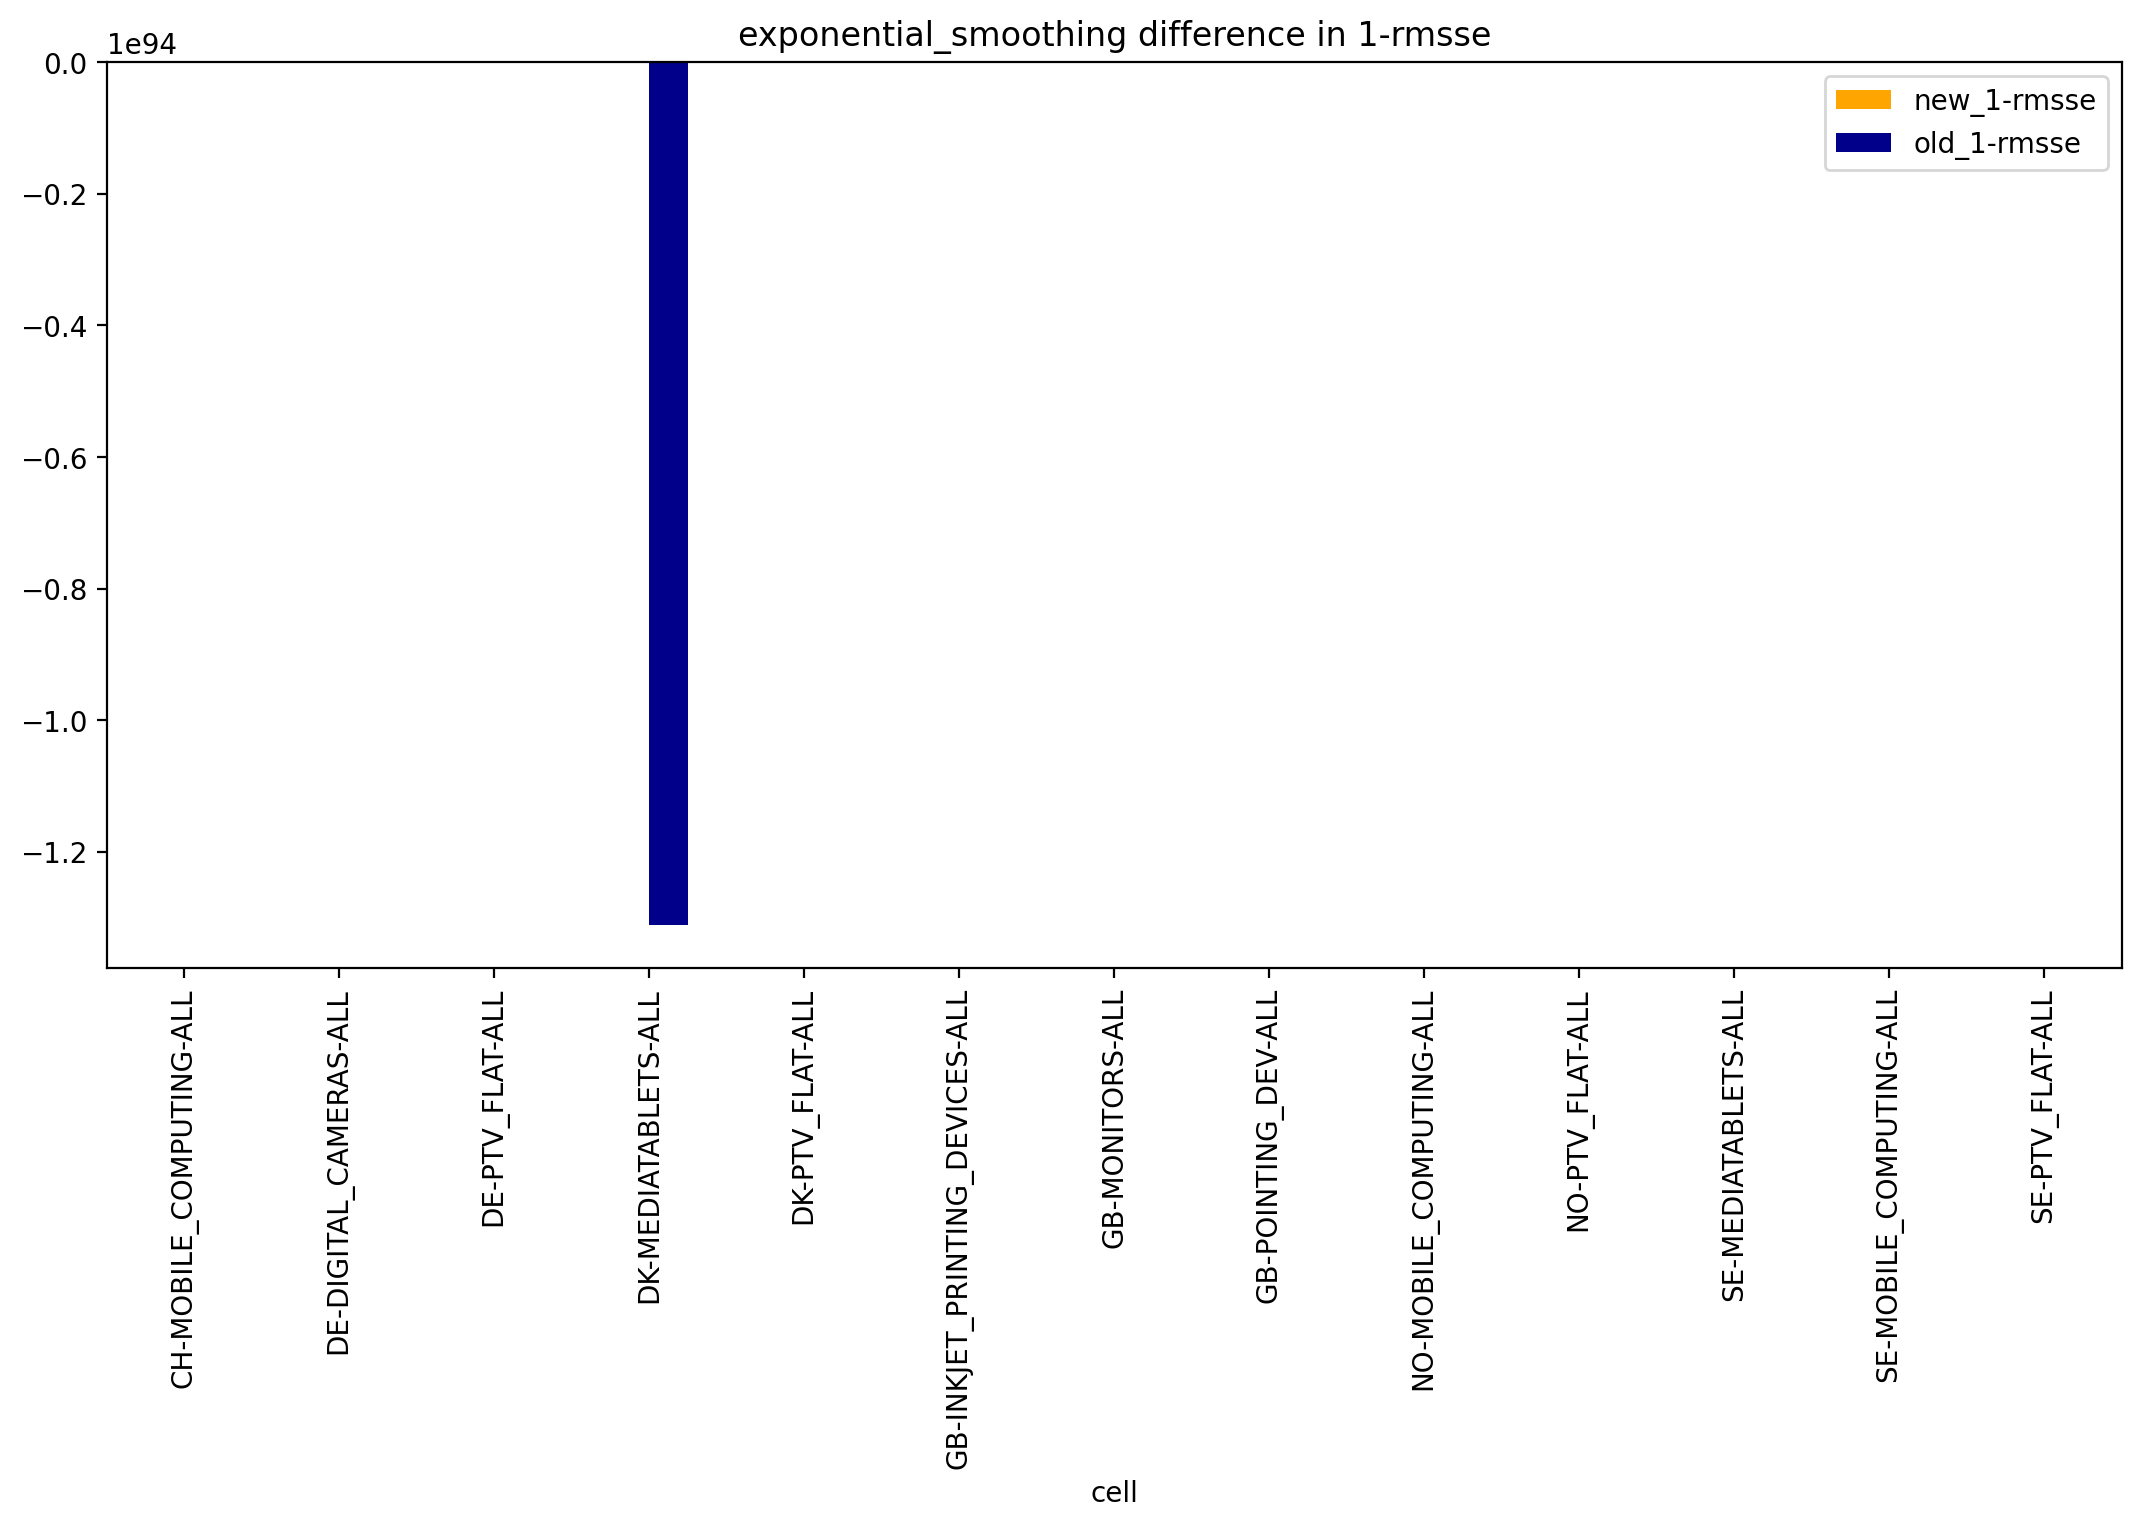 exponential_smoothing difference in 1-rmsse
1e94
0.0
−0.2
−0.4
−0.6
−0.8
−1.0
−1.2
new_1-rmsse
old_1-rmsse
CH-MOBILE_COMPUTING-ALL
DE-DIGITAL_CAMERAS-ALL
DE-PTV_FLAT-ALL
DK-MEDIATABLETS-ALL
DK-PTV_FLAT-ALL
GB-INKJET_PRINTING_DEVICES-ALL
GB-MONITORS-ALL
GB-POINTING_DEV-ALL
NO-MOBILE_COMPUTING-ALL
NO-PTV_FLAT-ALL
SE-MEDIATABLETS-ALL
SE-MOBILE_COMPUTING-ALL
SE-PTV_FLAT-ALL
cell